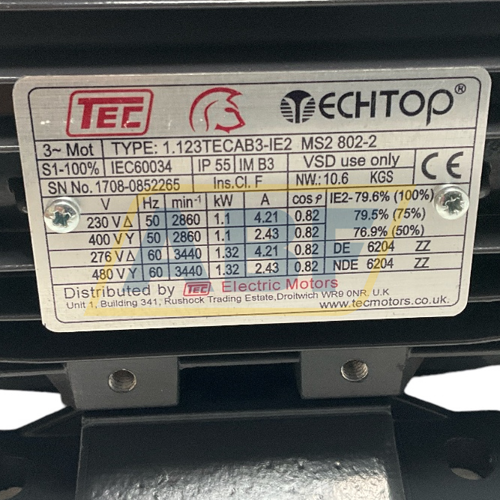 TEC TECHTOP®
3~ Mot TYPE: 1.123TECAB3-IE2 MS2 802-2
S1-100% IEC60034 IP 55 IM B3 VSD use only CE
SN No.1708-0852265 Ins.Cl. F NW.: 10.6 KGS
V Hz min-¹ kW A cos φ IE2-79.6% (100%)
230 V Δ 50 2860 1.1 4.21 0.82 79.5% (75%)
400 V Y 50 2860 1.1 2.43 0.82 76.9% (50%)
276 V Δ 60 3440 1.32 4.21 0.82 DE 6204 ZZ
480 V Y 60 3440 1.32 2.43 0.82 NDE 6204 ZZ
Distributed by TEC Electric Motors
Unit 1, Building 341, Rushock Trading Estate, Droitwich WR9 0NR. U.K
www.tecmotors.co.uk.